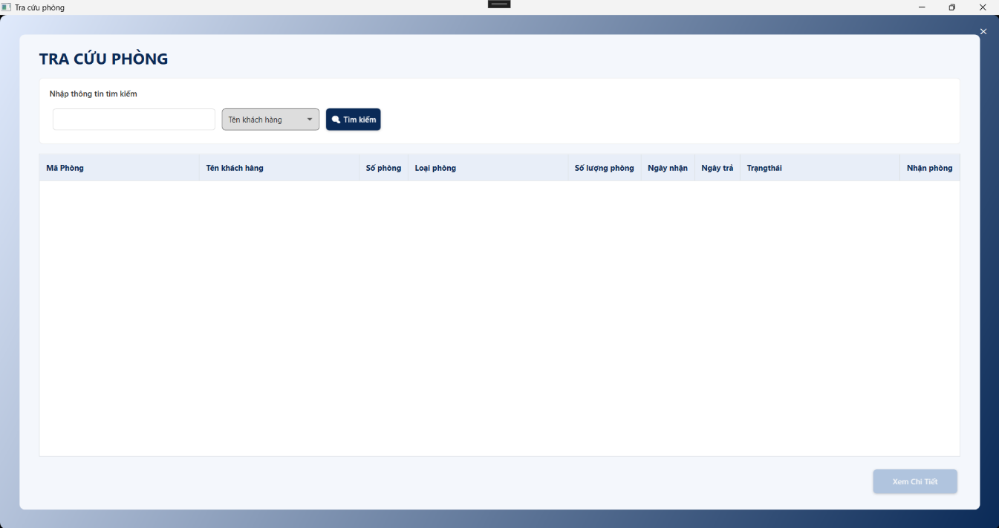 Tra cứu phòng
TRA CỨU PHÒNG
Nhập thông tin tìm kiếm
Tên khách hàng
Tìm kiếm
Mã Phòng Tên khách hàng Số phòng Loại phòng Số lượng phòng Ngày nhận Ngày trả Trạngthái Nhận phòng
Xem Chi Tiết